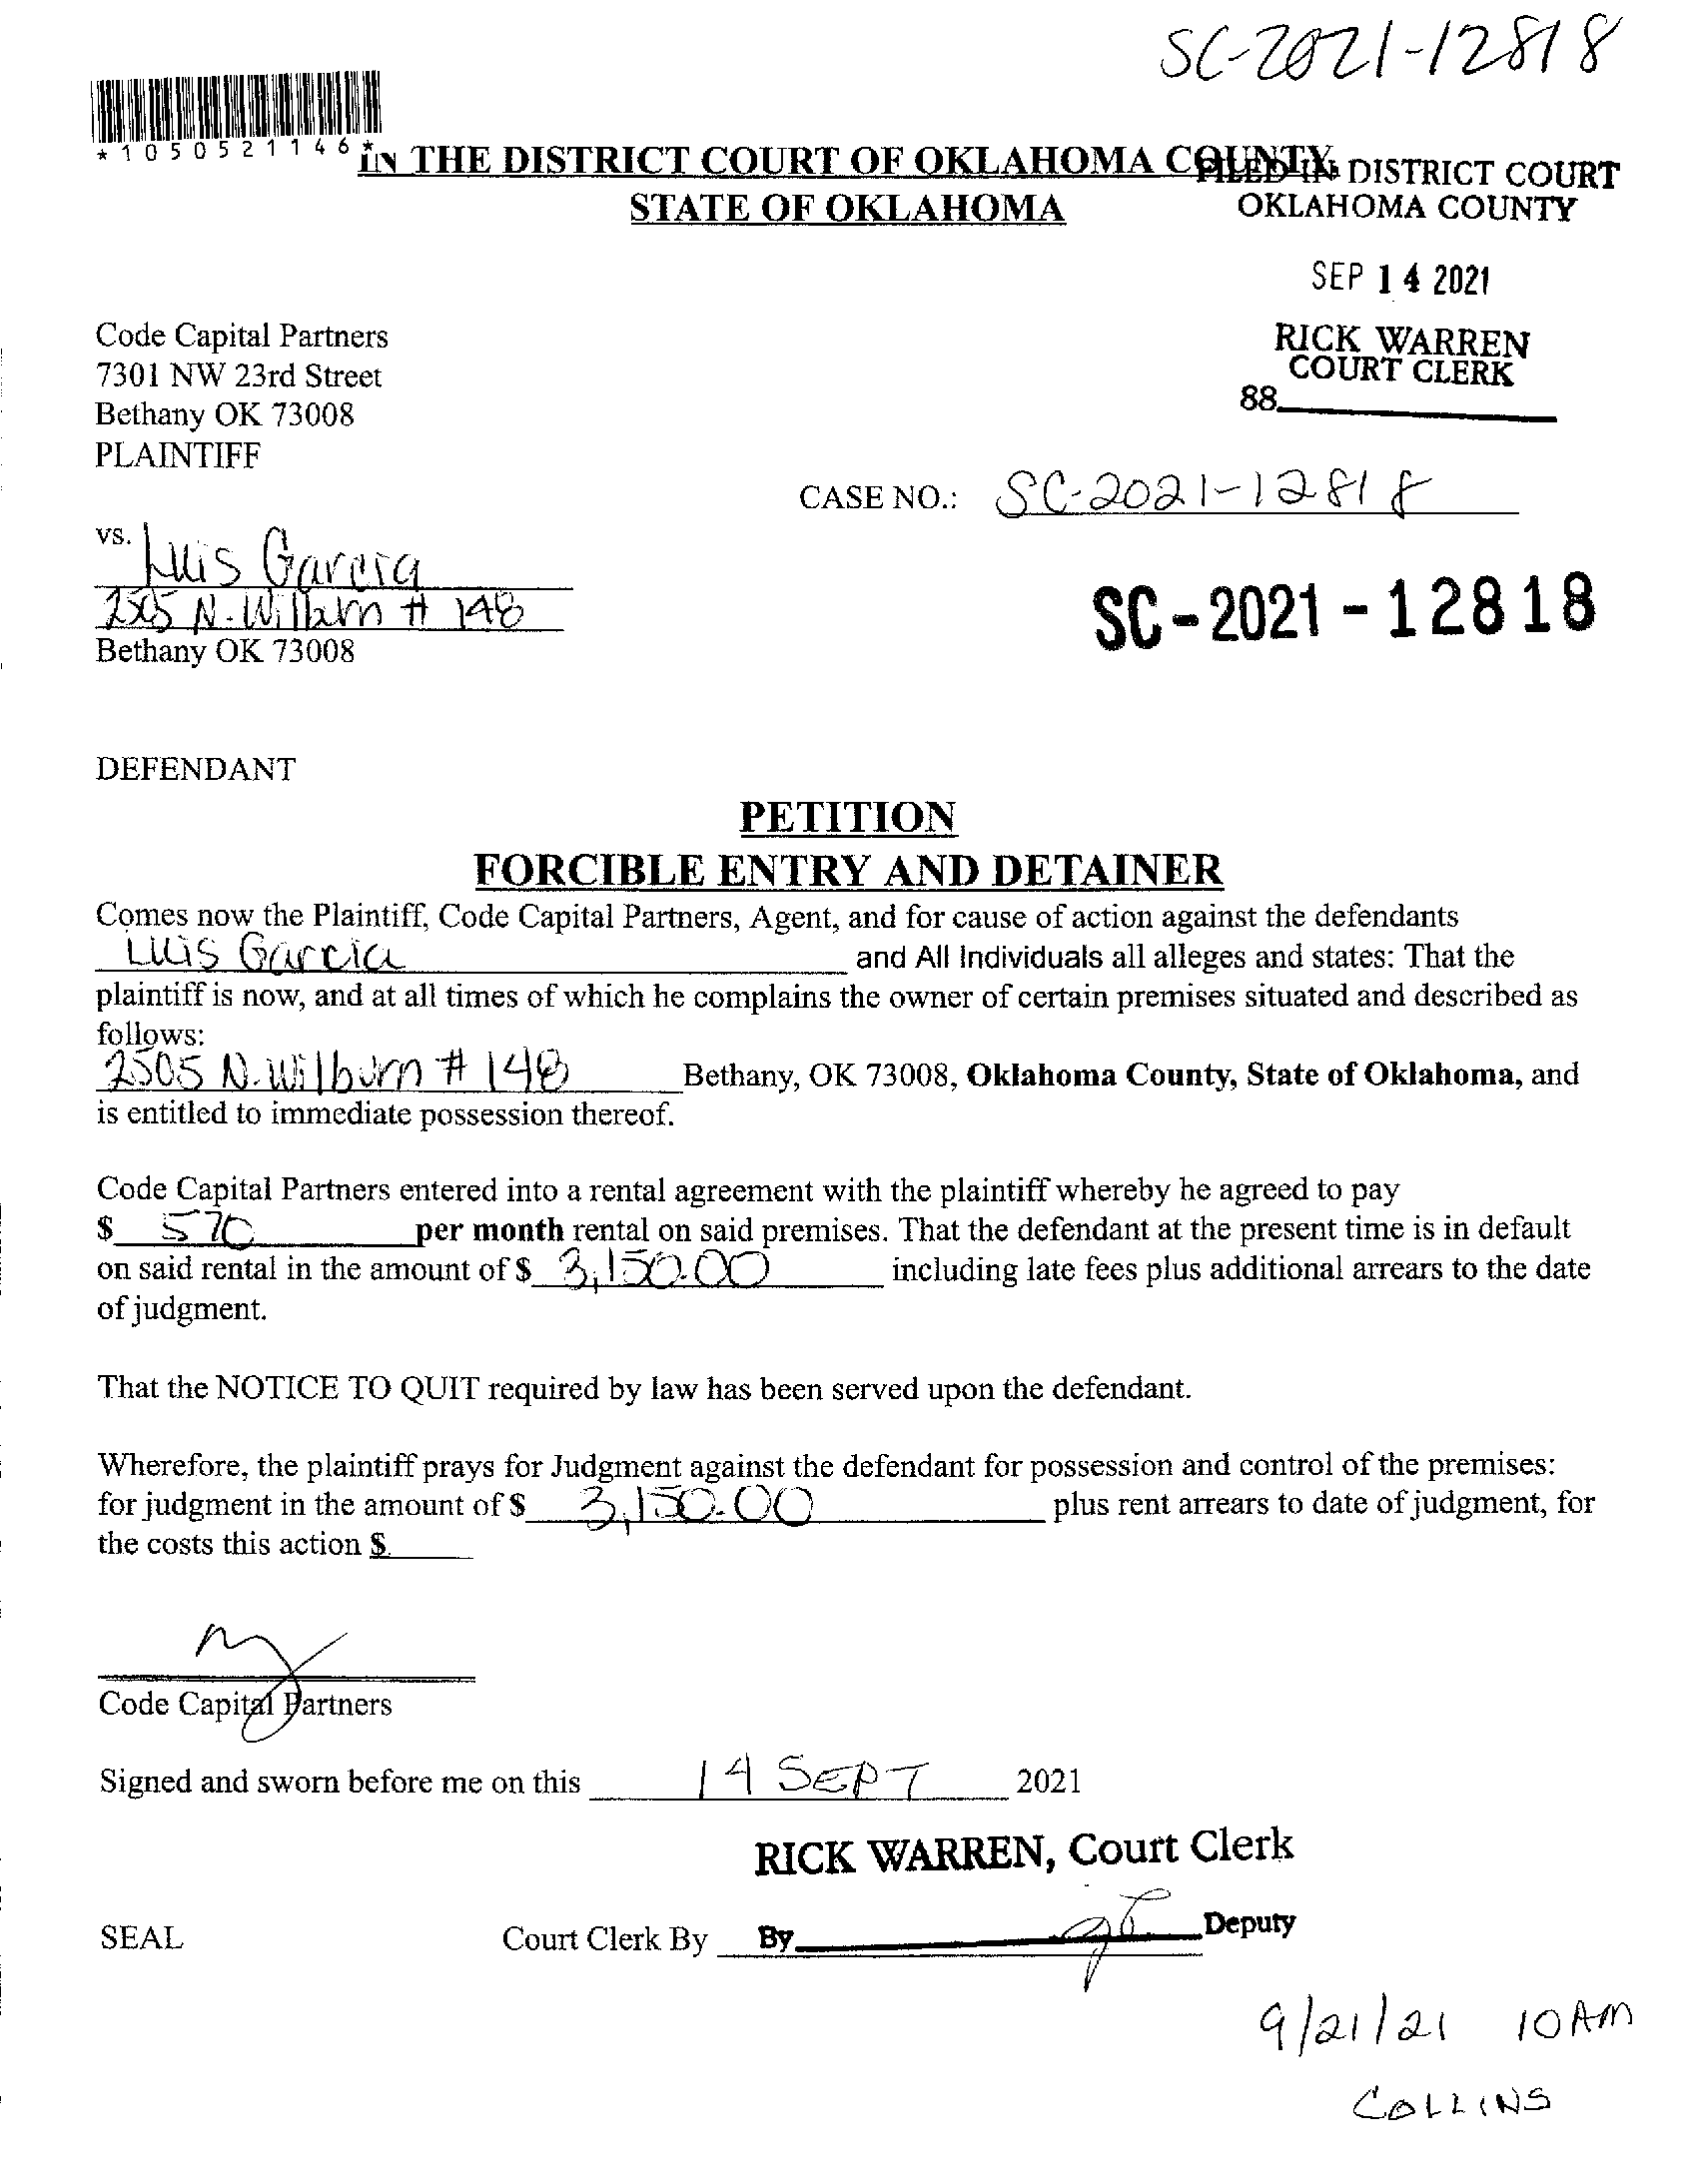 SC-2021-12818
*1050521146*
IN THE DISTRICT COURT OF OKLAHOMA COUNTY
FILED IN DISTRICT COURT
STATE OF OKLAHOMA
OKLAHOMA COUNTY
SEP 14 2021
RICK WARREN
COURT CLERK
88
Code Capital Partners
7301 NW 23rd Street
Bethany OK 73008
PLAINTIFF
CASE NO.: SC-2021-12818
vs. Luis Garcia
2505 N. Wilburn # 148
Bethany OK 73008
SC-2021-12818
DEFENDANT
PETITION
FORCIBLE ENTRY AND DETAINER
Comes now the Plaintiff, Code Capital Partners, Agent, and for cause of action against the defendants
Luis Garcia and All Individuals all alleges and states: That the
plaintiff is now, and at all times of which he complains the owner of certain premises situated and described as
follows:
2505 N. Wilburn # 148 Bethany, OK 73008, Oklahoma County, State of Oklahoma, and
is entitled to immediate possession thereof.
Code Capital Partners entered into a rental agreement with the plaintiff whereby he agreed to pay
$ 570 per month rental on said premises. That the defendant at the present time is in default
on said rental in the amount of $ 3,150.00 including late fees plus additional arrears to the date
of judgment.
That the NOTICE TO QUIT required by law has been served upon the defendant.
Wherefore, the plaintiff prays for Judgment against the defendant for possession and control of the premises:
for judgment in the amount of $ 3,150.00 plus rent arrears to date of judgment, for
the costs this action $.
Code Capital Partners
Signed and sworn before me on this 14 SEPT 2021
RICK WARREN, Court Clerk
SEAL Court Clerk By By Deputy
9/21/21 10AM
COLLINS